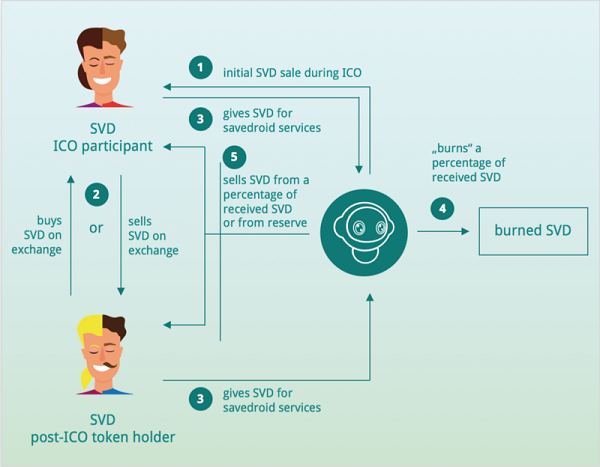 1
initial SVD sale during ICO
3
gives SVD for
savedroid services
SVD
ICO participant
5
sells SVD from a
percentage of
received SVD
or from reserve
„burns“ a
percentage of
received SVD
4
burned SVD
2
or
buys
SVD on
exchange
sells
SVD on
exchange
3
gives SVD for
savedroid services
SVD
post-ICO token holder